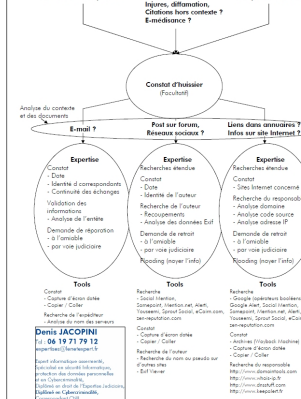 Injures, diffamation,
Citations hors contexte ?
E-médisance ?
Constat d'huissier
(Facultatif)
Analyse du contexte
et des documents
E-mail ?
Post sur forum,
Réseaux sociaux ?
Liens dans annuaires ?
Infos sur site Internet ?
Expertise
Constat
- Date
- Identité d correspondants
- Continuité des échanges
Validation des
informations
- Analyse de l'entête
Demande de réparation
- à l'amiable
- par voie judiciaire
Expertise
Recherches étendue
Constat
- Date
- Identité de l'auteur
Recherche de l'auteur
- Recoupements
- Analyse des données Exif
Demande de retrait
- à l'amiable
- par voie judiciaire
Flooding (noyer l'info)
Expertise
Recherches étendue
Constat
- Sites Internet concerné
Recherche du responsab
- Analyse domaine
- Analyse code source
- Analyse adresse IP
Demande de retrait
- à l'amiable
- par voie judiciaire
Flooding (noyer l'info)
Tools
Constat
- Capture d'écran datée
- Copier / Coller
Recherche de l'expéditeur
- Analyse du nom des serveurs
Tools
Recherche
- Social Mention,
Samepoint, Mention.net, Alerti,
Youseemii, Sprout Social, eCairn.com,
zen-reputation.com
Constat
- Capture d'écran datée
- Copier / Coller
Recherche de l'auteur
- Recherche du nom ou pseudo sur
d'autres sites
- Exif Viewer
Tools
Recherche
- Google (opérateurs booléens
Google Alert, Social Mention,
Samepoint, Mention.net, Alerti,
Youseemii, Sprout Social, eCai
zen-reputation.com
Constat
- Archives (Wayback Machine)
- Capture d'écran datée
- Copier / Coller
Recherche du responsable
http://www.domaintools.com
http://www.whois-ip.fr
http://www.dnsstuff.com
http://www.keepalert.fr
Denis JACOPINI
Tel : 06 19 71 79 12
Expert informatique assermenté,
Spécialisé en sécurité Informatique,
protection des données personnelles
et en Cybercriminalité,
Diplômé en droit de l'Expertise Judiciaire,
Diplômé en Cybercriminalité,